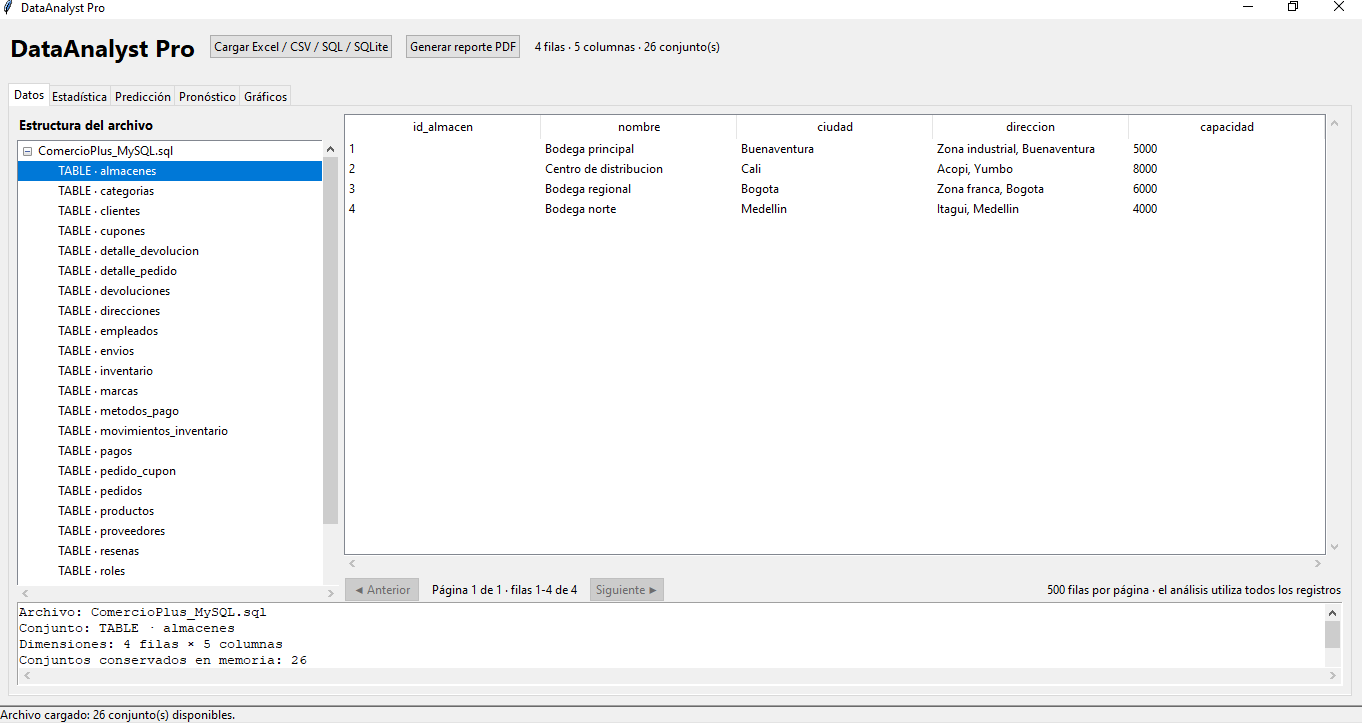 DataAnalyst Pro
DataAnalyst Pro
Cargar Excel / CSV / SQL / SQLite
Generar reporte PDF
4 filas · 5 columnas · 26 conjunto(s)
Datos
Estadística
Predicción
Pronóstico
Gráficos
Estructura del archivo
ComercioPlus_MySQL.sql
TABLE · almacenes
TABLE · categorias
TABLE · clientes
TABLE · cupones
TABLE · detalle_devolucion
TABLE · detalle_pedido
TABLE · devoluciones
TABLE · direcciones
TABLE · empleados
TABLE · envios
TABLE · inventario
TABLE · marcas
TABLE · metodos_pago
TABLE · movimientos_inventario
TABLE · pagos
TABLE · pedido_cupon
TABLE · pedidos
TABLE · productos
TABLE · proveedores
TABLE · resenas
TABLE · roles
id_almacen nombre ciudad direccion capacidad
1 Bodega principal Buenaventura Zona industrial, Buenaventura 5000
2 Centro de distribucion Cali Acopi, Yumbo 8000
3 Bodega regional Bogota Zona franca, Bogota 6000
4 Bodega norte Medellin Itagui, Medellin 4000
◄ Anterior
Página 1 de 1 · filas 1-4 de 4
Siguiente ►
500 filas por página · el análisis utiliza todos los registros
Archivo: ComercioPlus_MySQL.sql
Conjunto: TABLE · almacenes
Dimensiones: 4 filas × 5 columnas
Conjuntos conservados en memoria: 26
Archivo cargado: 26 conjunto(s) disponibles.